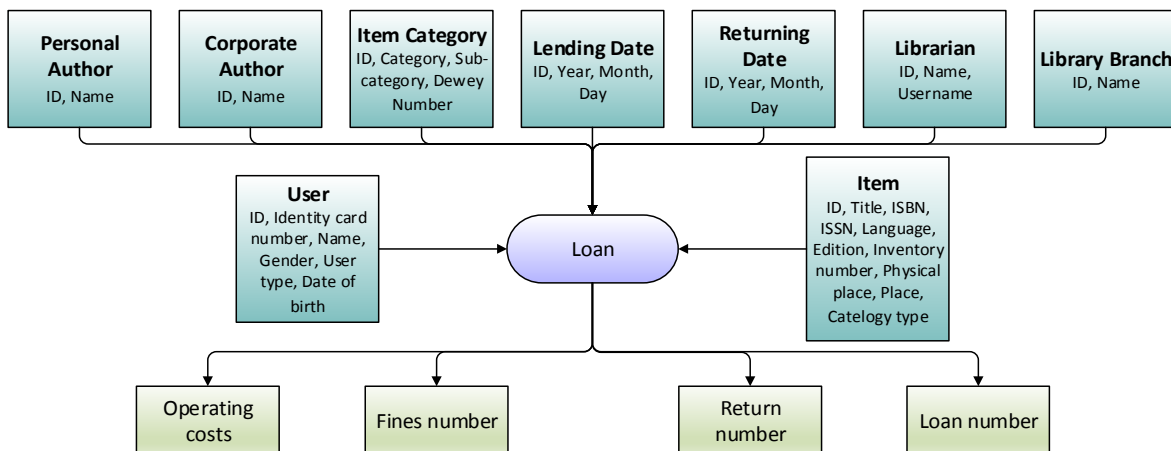 Personal
Author
ID, Name
Corporate
Author
ID, Name
Item Category
ID, Category, Sub-
category, Dewey
Number
Lending Date
ID, Year, Month,
Day
Returning
Date
ID, Year, Month,
Day
Librarian
ID, Name,
Username
Library Branch
ID, Name
User
ID, Identity card
number, Name,
Gender, User
type, Date of
birth
Loan
Item
ID, Title, ISBN,
ISSN, Language,
Edition, Inventory
number, Physical
place, Place,
Catelogy type
Operating
costs
Fines number
Return
number
Loan number